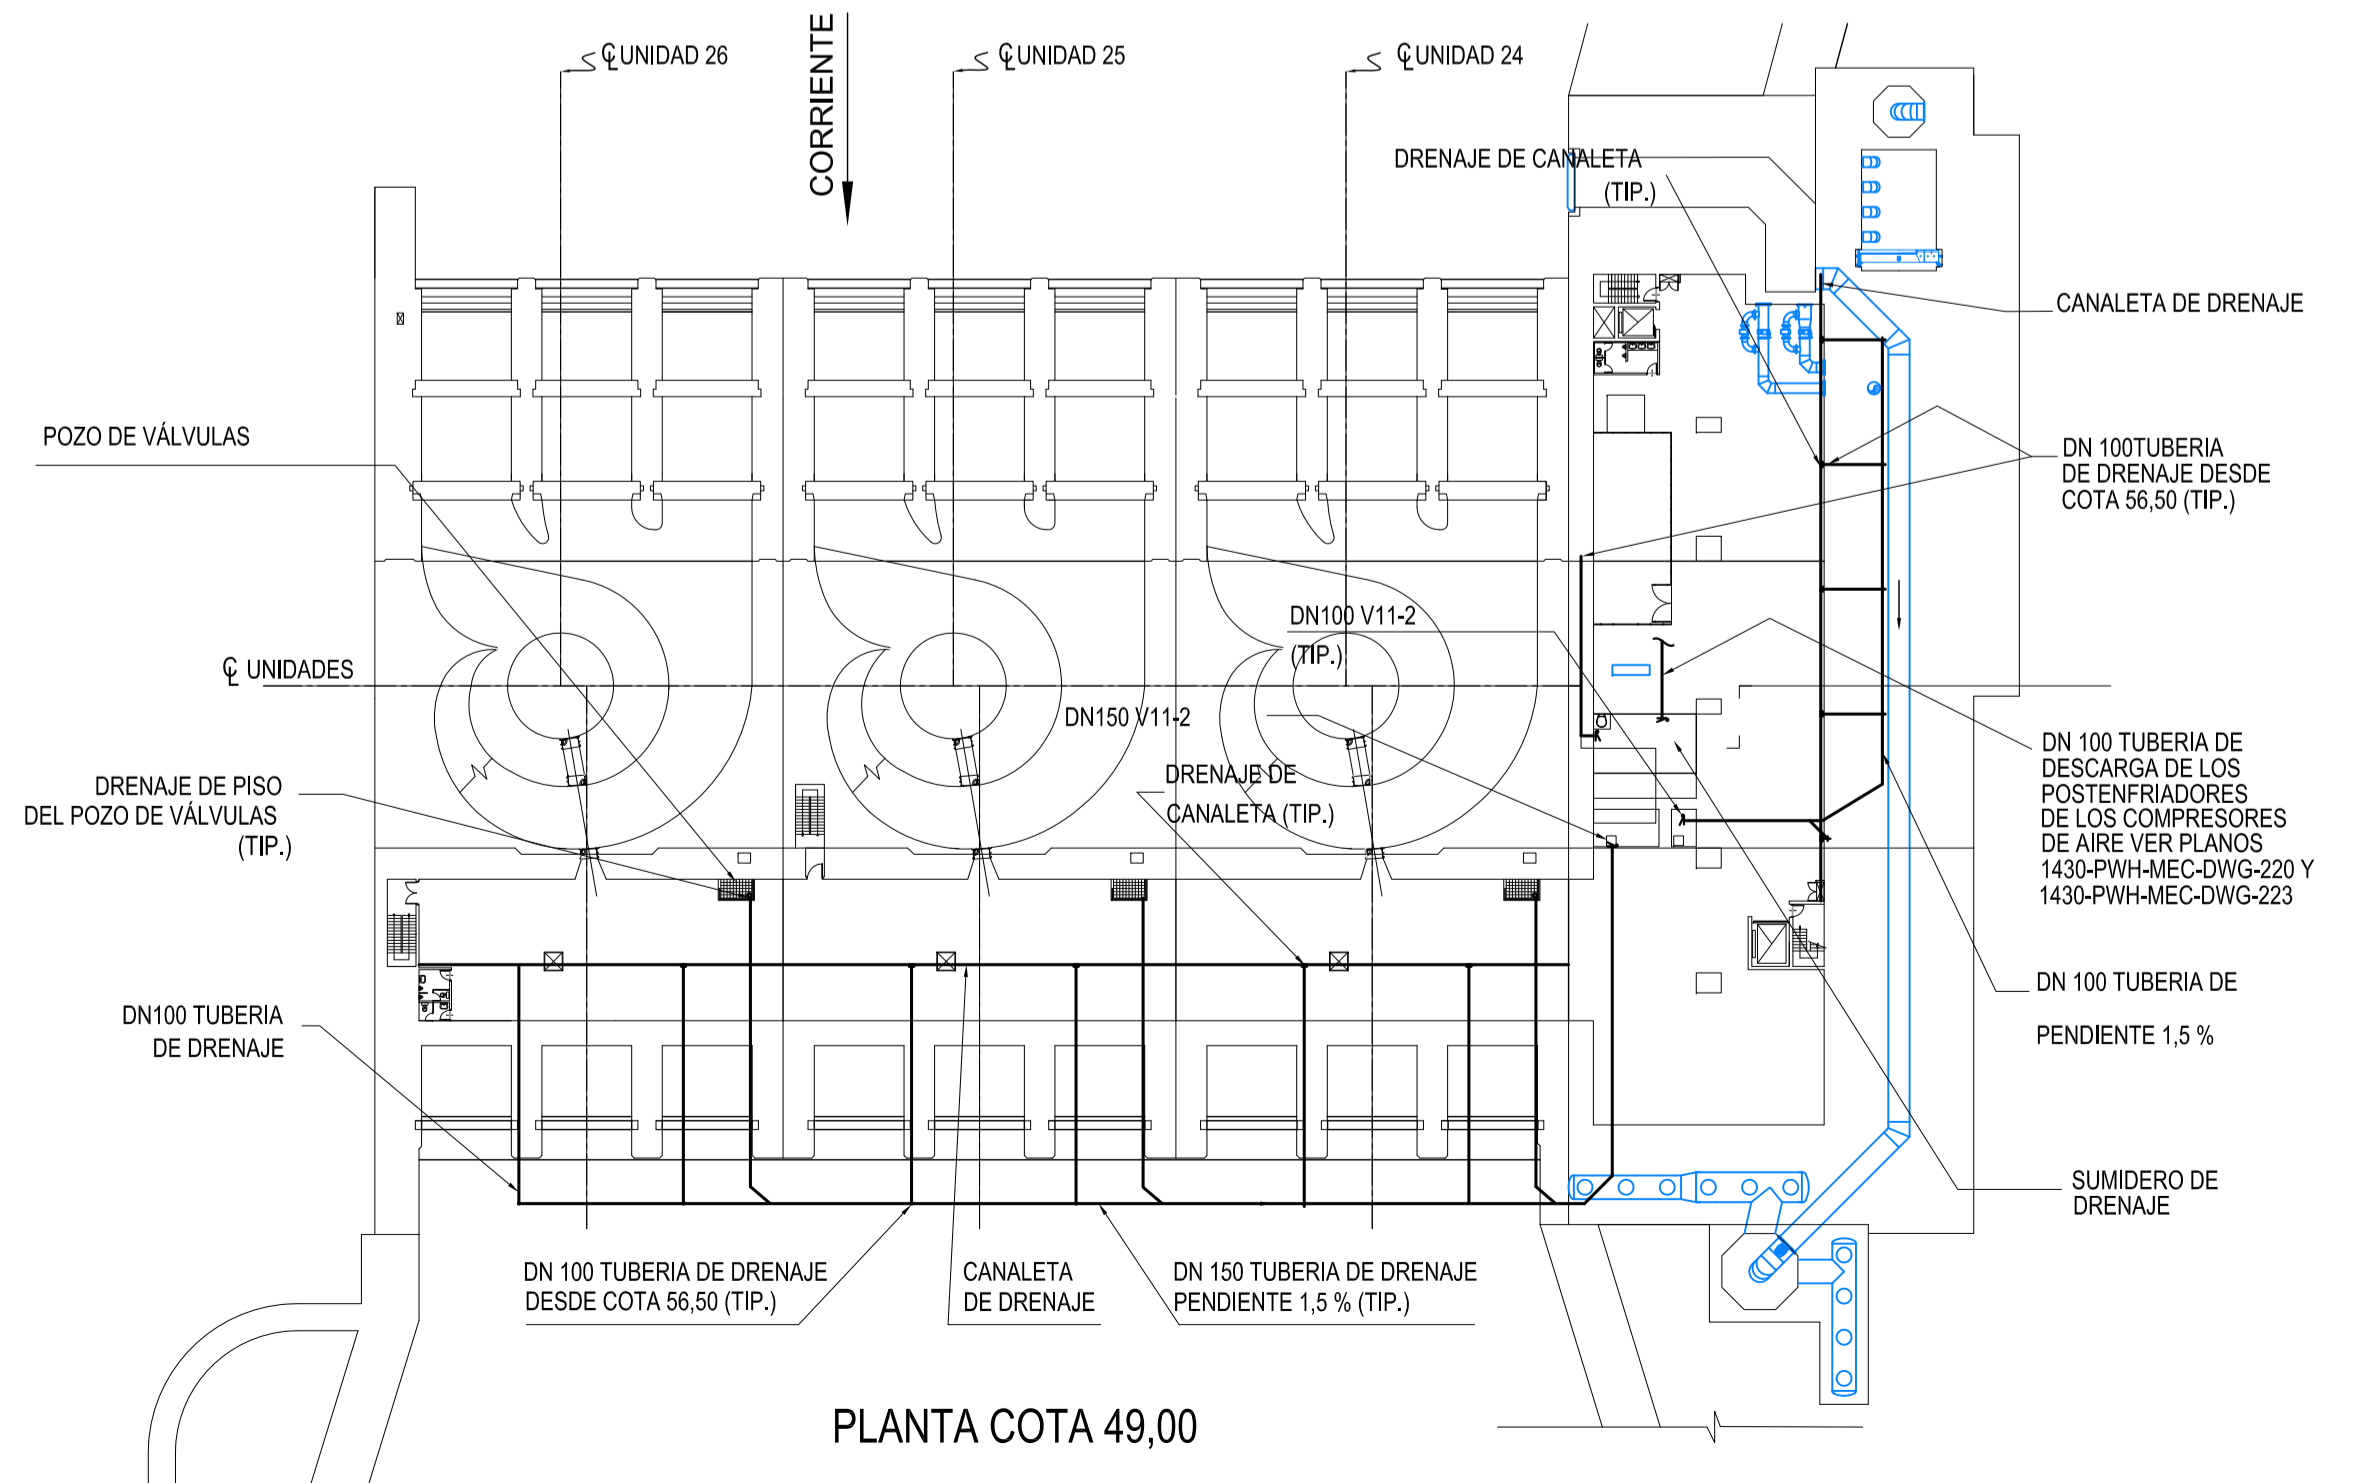 ℄ UNIDAD 26
CORRIENTE
℄ UNIDAD 25
℄ UNIDAD 24
DRENAJE DE CANALETA
(TIP.)
CANALETA DE DRENAJE
POZO DE VÁLVULAS
DN 100TUBERIA
DE DRENAJE DESDE
COTA 56,50 (TIP.)
DN100 V11-2
(TIP.)
℄ UNIDADES
DN150 V11-2
DRENAJE DE
CANALETA (TIP.)
DRENAJE DE PISO
DEL POZO DE VÁLVULAS
(TIP.)
DN 100 TUBERIA DE
DESCARGA DE LOS
POSTENFRIADORES
DE LOS COMPRESORES
DE AIRE VER PLANOS
1430-PWH-MEC-DWG-220 Y
1430-PWH-MEC-DWG-223
DN100 TUBERIA
DE DRENAJE
DN 100 TUBERIA DE
PENDIENTE 1,5 %
SUMIDERO DE
DRENAJE
DN 100 TUBERIA DE DRENAJE
DESDE COTA 56,50 (TIP.)
CANALETA
DE DRENAJE
DN 150 TUBERIA DE DRENAJE
PENDIENTE 1,5 % (TIP.)
PLANTA COTA 49,00